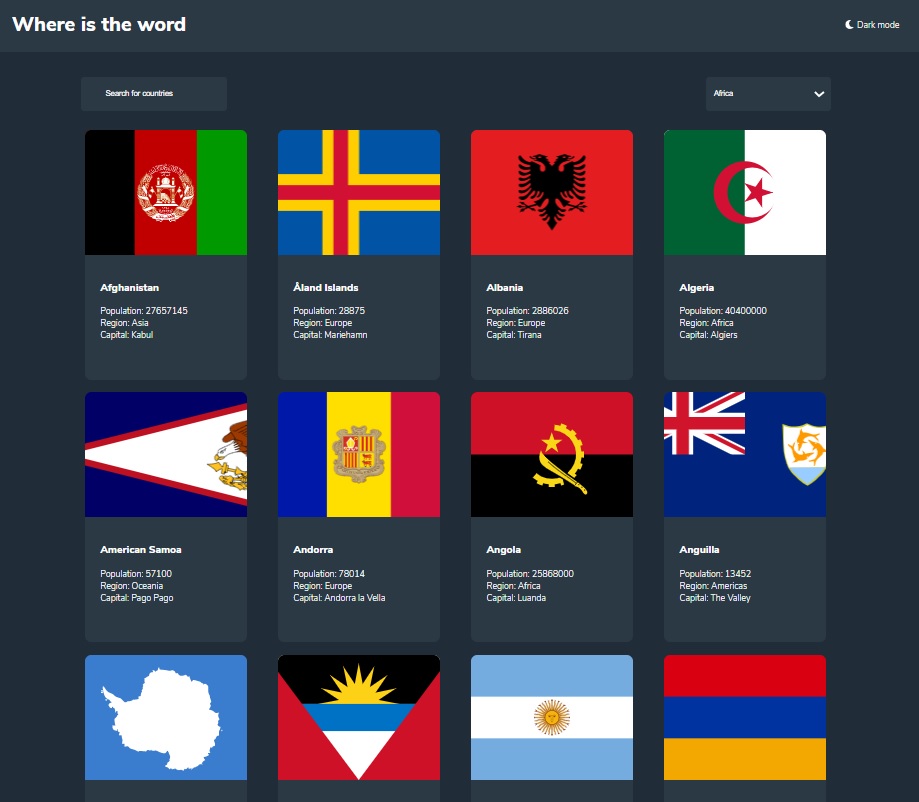 Where is the word
Dark mode
Search for countries
Africa
Afghanistan
Population: 27657145
Region: Asia
Capital: Kabul
Åland Islands
Population: 28875
Region: Europe
Capital: Mariehamn
Albania
Population: 2886026
Region: Europe
Capital: Tirana
Algeria
Population: 40400000
Region: Africa
Capital: Algiers
American Samoa
Population: 57100
Region: Oceania
Capital: Pago Pago
Andorra
Population: 78014
Region: Europe
Capital: Andorra la Vella
Angola
Population: 25868000
Region: Africa
Capital: Luanda
Anguilla
Population: 13452
Region: Americas
Capital: The Valley